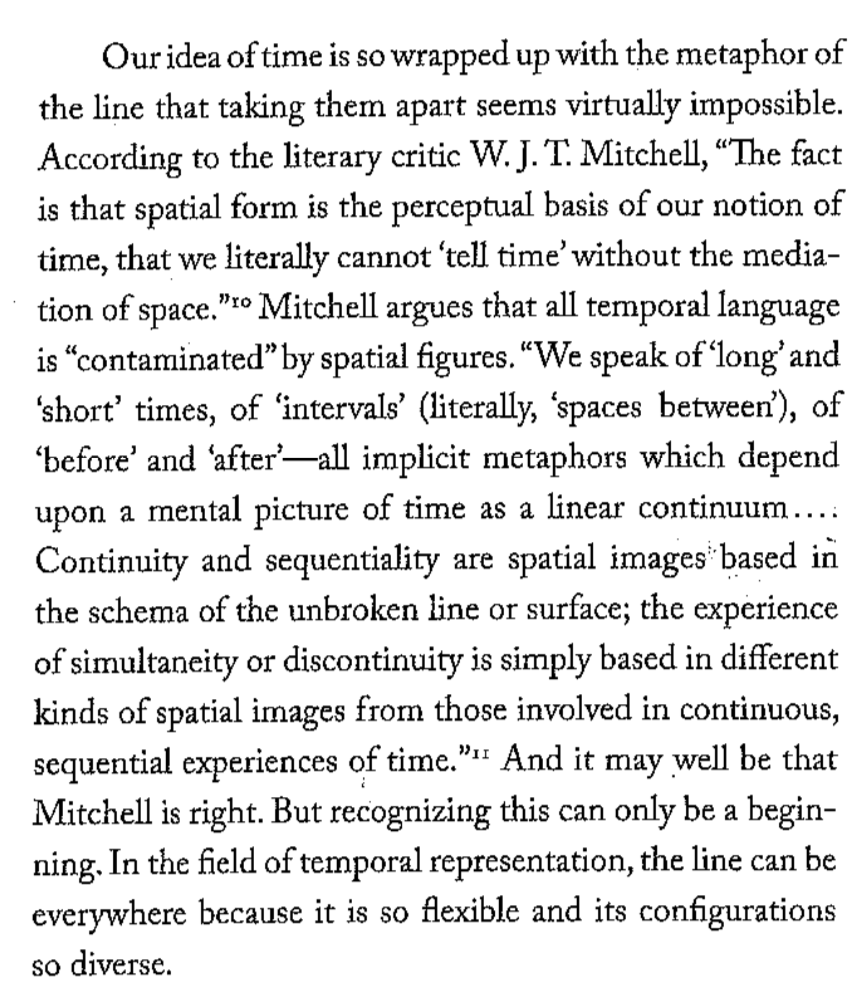 Our idea of time is so wrapped up with the metaphor of
the line that taking them apart seems virtually impossible.
According to the literary critic W. J. T. Mitchell, “The fact
is that spatial form is the perceptual basis of our notion of
time, that we literally cannot ‘tell time’ without the media-
tion of space.”¹⁰ Mitchell argues that all temporal language
is “contaminated” by spatial figures. “We speak of ‘long’ and
‘short’ times, of ‘intervals’ (literally, ‘spaces between’), of
‘before’ and ‘after’—all implicit metaphors which depend
upon a mental picture of time as a linear continuum....
Continuity and sequentiality are spatial images based in
the schema of the unbroken line or surface; the experience
of simultaneity or discontinuity is simply based in different
kinds of spatial images from those involved in continuous,
sequential experiences of time.”¹¹ And it may well be that
Mitchell is right. But recognizing this can only be a begin-
ning. In the field of temporal representation, the line can be
everywhere because it is so flexible and its configurations
so diverse.